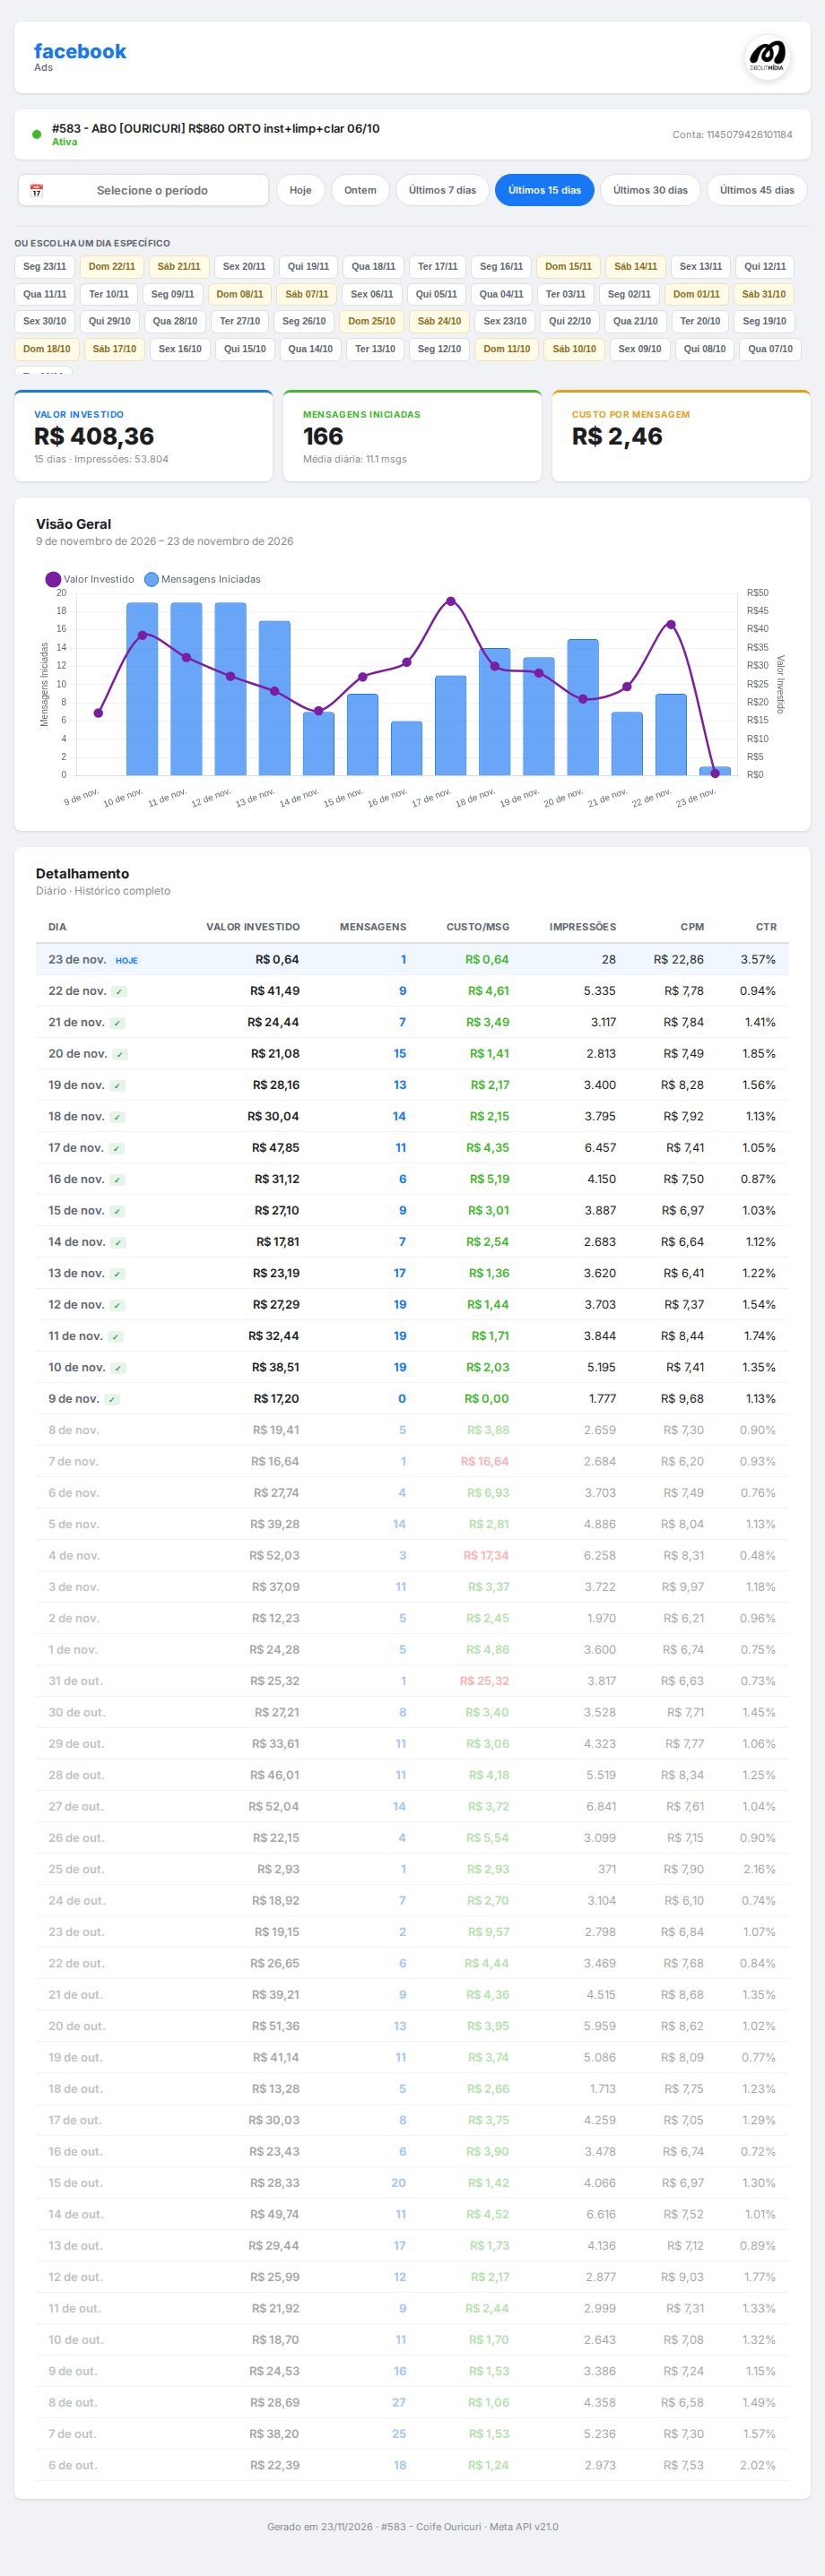 facebook
Ads
ABOUTMÍDIA
#583 - ABO [OURICURI] R$860 ORTO inst+limp+clar 06/10
Ativa
Conta: 1145079426101184
Selecione o período
Hoje
Ontem
Últimos 7 dias
Últimos 15 dias
Últimos 30 dias
Últimos 45 dias
OU ESCOLHA UM DIA ESPECÍFICO
Seg 23/11 Dom 22/11 Sáb 21/11 Sex 20/11 Qui 19/11 Qua 18/11 Ter 17/11 Seg 16/11 Dom 15/11 Sáb 14/11 Sex 13/11 Qui 12/11
Qua 11/11 Ter 10/11 Seg 09/11 Dom 08/11 Sáb 07/11 Sex 06/11 Qui 05/11 Qua 04/11 Ter 03/11 Seg 02/11 Dom 01/11 Sáb 31/10
Sex 30/10 Qui 29/10 Qua 28/10 Ter 27/10 Seg 26/10 Dom 25/10 Sáb 24/10 Sex 23/10 Qui 22/10 Qua 21/10 Ter 20/10 Seg 19/10
Dom 18/10 Sáb 17/10 Sex 16/10 Qui 15/10 Qua 14/10 Ter 13/10 Seg 12/10 Dom 11/10 Sáb 10/10 Sex 09/10 Qui 08/10 Qua 07/10
VALOR INVESTIDO
R$ 408,36
15 dias · Impressões: 53.804
MENSAGENS INICIADAS
166
Média diária: 11.1 msgs
CUSTO POR MENSAGEM
R$ 2,46
Visão Geral
9 de novembro de 2026 – 23 de novembro de 2026
Valor Investido Mensagens Iniciadas
Mensagens Iniciadas
20
18
16
14
12
10
8
6
4
2
0
R$50
R$45
R$40
R$35
R$30
R$25
R$20
R$15
R$10
R$5
R$0
Valor Investido
9 de nov. 10 de nov. 11 de nov. 12 de nov. 13 de nov. 14 de nov. 15 de nov. 16 de nov. 17 de nov. 18 de nov. 19 de nov. 20 de nov. 21 de nov. 22 de nov. 23 de nov.
Detalhamento
Diário · Histórico completo
DIA VALOR INVESTIDO MENSAGENS CUSTO/MSG IMPRESSÕES CPM CTR
23 de nov. HOJE R$ 0,64 1 R$ 0,64 28 R$ 22,86 3.57%
22 de nov. ✓ R$ 41,49 9 R$ 4,61 5.335 R$ 7,78 0.94%
21 de nov. ✓ R$ 24,44 7 R$ 3,49 3.117 R$ 7,84 1.41%
20 de nov. ✓ R$ 21,08 15 R$ 1,41 2.813 R$ 7,49 1.85%
19 de nov. ✓ R$ 28,16 13 R$ 2,17 3.400 R$ 8,28 1.56%
18 de nov. ✓ R$ 30,04 14 R$ 2,15 3.795 R$ 7,92 1.13%
17 de nov. ✓ R$ 47,85 11 R$ 4,35 6.457 R$ 7,41 1.05%
16 de nov. ✓ R$ 31,12 6 R$ 5,19 4.150 R$ 7,50 0.87%
15 de nov. ✓ R$ 27,10 9 R$ 3,01 3.887 R$ 6,97 1.03%
14 de nov. ✓ R$ 17,81 7 R$ 2,54 2.683 R$ 6,64 1.12%
13 de nov. ✓ R$ 23,19 17 R$ 1,36 3.620 R$ 6,41 1.22%
12 de nov. ✓ R$ 27,29 19 R$ 1,44 3.703 R$ 7,37 1.54%
11 de nov. ✓ R$ 32,44 19 R$ 1,71 3.844 R$ 8,44 1.74%
10 de nov. ✓ R$ 38,51 19 R$ 2,03 5.195 R$ 7,41 1.35%
9 de nov. ✓ R$ 17,20 0 R$ 0,00 1.777 R$ 9,68 1.13%
8 de nov. R$ 19,41 5 R$ 3,88 2.659 R$ 7,30 0.90%
7 de nov. R$ 16,64 1 R$ 16,64 2.684 R$ 6,20 0.93%
6 de nov. R$ 27,74 4 R$ 6,93 3.703 R$ 7,49 0.76%
5 de nov. R$ 39,28 14 R$ 2,81 4.886 R$ 8,04 1.13%
4 de nov. R$ 52,03 3 R$ 17,34 6.258 R$ 8,31 0.48%
3 de nov. R$ 37,09 11 R$ 3,37 3.722 R$ 9,97 1.18%
2 de nov. R$ 12,23 5 R$ 2,45 1.970 R$ 6,21 0.96%
1 de nov. R$ 24,28 5 R$ 4,86 3.600 R$ 6,74 0.75%
31 de out. R$ 25,32 1 R$ 25,32 3.817 R$ 6,63 0.73%
30 de out. R$ 27,21 8 R$ 3,40 3.528 R$ 7,71 1.45%
29 de out. R$ 33,61 11 R$ 3,06 4.323 R$ 7,77 1.06%
28 de out. R$ 46,01 11 R$ 4,18 5.519 R$ 8,34 1.25%
27 de out. R$ 52,04 14 R$ 3,72 6.841 R$ 7,61 1.04%
26 de out. R$ 22,15 4 R$ 5,54 3.099 R$ 7,15 0.90%
25 de out. R$ 2,93 1 R$ 2,93 371 R$ 7,90 2.16%
24 de out. R$ 18,92 7 R$ 2,70 3.104 R$ 6,10 0.74%
23 de out. R$ 19,15 2 R$ 9,57 2.798 R$ 6,84 1.07%
22 de out. R$ 26,65 6 R$ 4,44 3.469 R$ 7,68 0.84%
21 de out. R$ 39,21 9 R$ 4,36 4.515 R$ 8,68 1.35%
20 de out. R$ 51,36 13 R$ 3,95 5.959 R$ 8,62 1.02%
19 de out. R$ 41,14 11 R$ 3,74 5.086 R$ 8,09 0.77%
18 de out. R$ 13,28 5 R$ 2,66 1.713 R$ 7,75 1.23%
17 de out. R$ 30,03 8 R$ 3,75 4.259 R$ 7,05 1.29%
16 de out. R$ 23,43 6 R$ 3,90 3.478 R$ 6,74 0.72%
15 de out. R$ 28,33 20 R$ 1,42 4.066 R$ 6,97 1.30%
14 de out. R$ 49,74 11 R$ 4,52 6.616 R$ 7,52 1.01%
13 de out. R$ 29,44 17 R$ 1,73 4.136 R$ 7,12 0.89%
12 de out. R$ 25,99 12 R$ 2,17 2.877 R$ 9,03 1.77%
11 de out. R$ 21,92 9 R$ 2,44 2.999 R$ 7,31 1.33%
10 de out. R$ 18,70 11 R$ 1,70 2.643 R$ 7,08 1.32%
9 de out. R$ 24,53 16 R$ 1,53 3.386 R$ 7,24 1.15%
8 de out. R$ 28,69 27 R$ 1,06 4.358 R$ 6,58 1.49%
7 de out. R$ 38,20 25 R$ 1,53 5.236 R$ 7,30 1.57%
6 de out. R$ 22,39 18 R$ 1,24 2.973 R$ 7,53 2.02%
Gerado em 23/11/2026 · #583 - Coife Ouricuri · Meta API v21.0